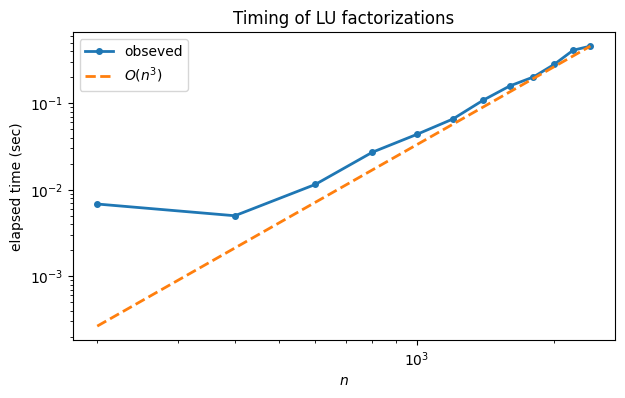 Timing of LU factorizations
obseved
O(n³)
elapsed time (sec)
10⁻¹
10⁻²
10⁻³
10³
n